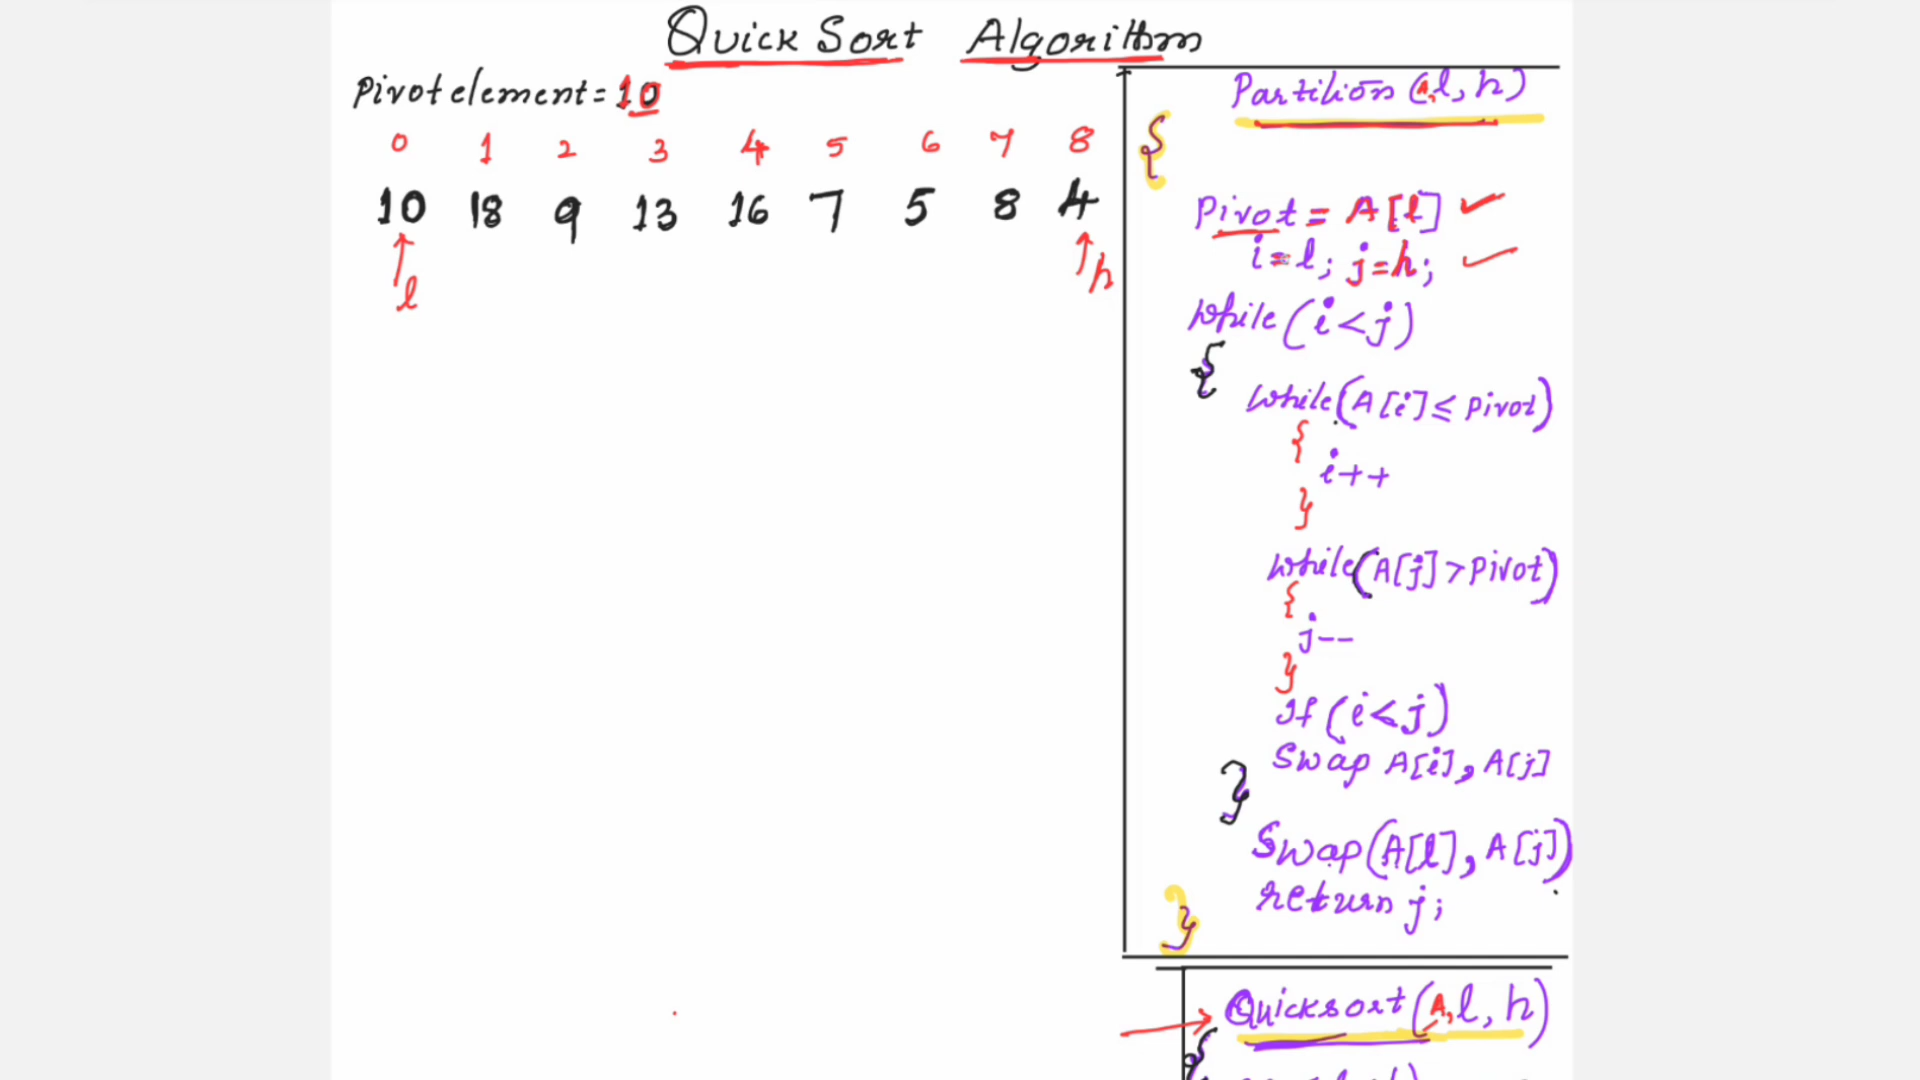 Quick Sort Algorithm
Pivot element = 10
0 1 2 3 4 5 6 7 8
10 18 9 13 16 7 5 8 4
l h
Partition (A, l, h)
{
Pivot = A[l]
i = l; j = h;
while (i < j)
{
while (A[i] ≤ pivot)
{
i++
}
while (A[j] > pivot)
{
j--
}
If (i < j)
Swap A[i], A[j]
}
Swap (A[l], A[j])
return j;
}
Quicksort (A, l, h)
{